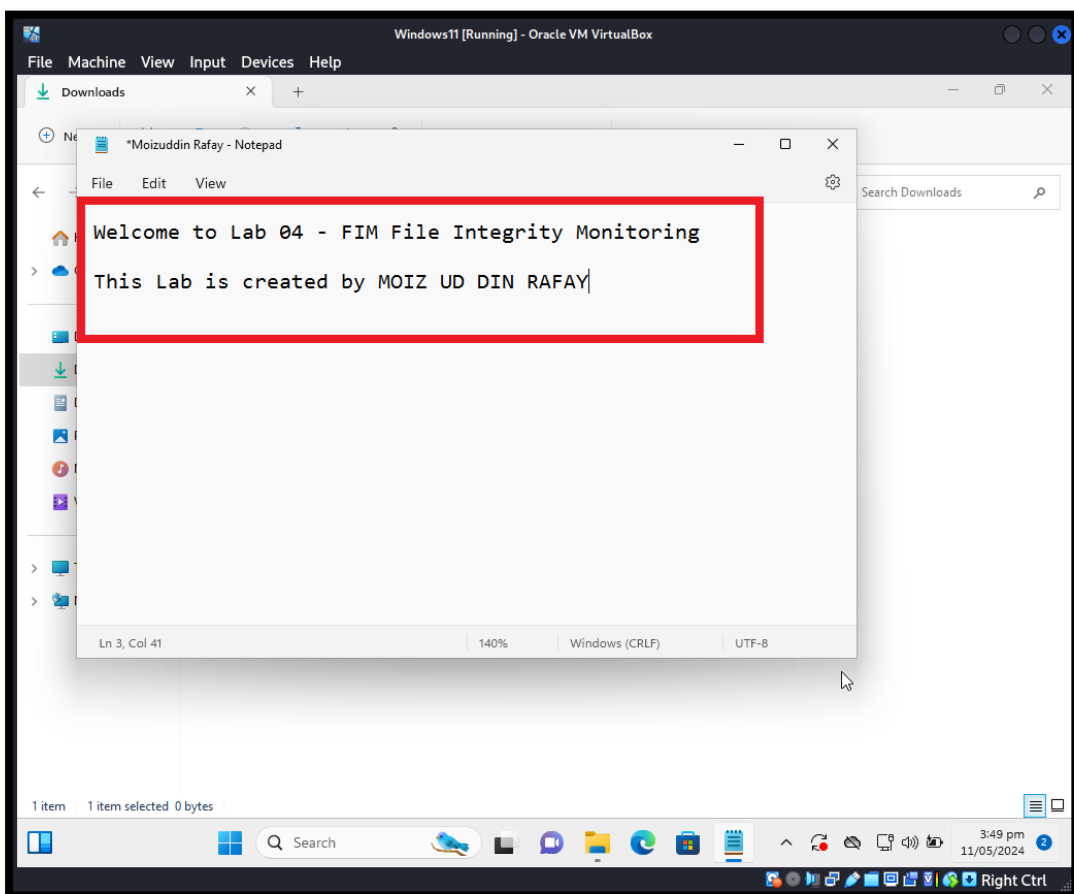 Windows11 [Running] - Oracle VM VirtualBox
File Machine View Input Devices Help
Downloads
Ne
*Moizuddin Rafay - Notepad
File Edit View
Search Downloads
Welcome to Lab 04 - FIM File Integrity Monitoring
This Lab is created by MOIZ UD DIN RAFAY
Ln 3, Col 41 140% Windows (CRLF) UTF-8
1 item 1 item selected 0 bytes
Search
3:49 pm
11/05/2024
2
Right Ctrl